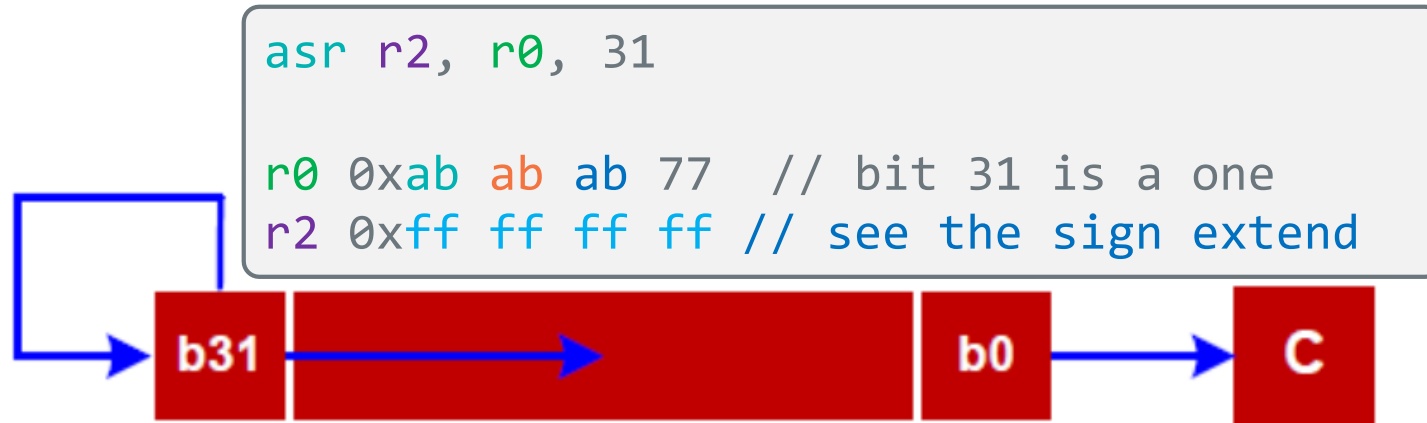 asr r2, r0, 31
r0 0xab ab ab 77 // bit 31 is a one
r2 0xff ff ff ff // see the sign extend
b31 b0 C